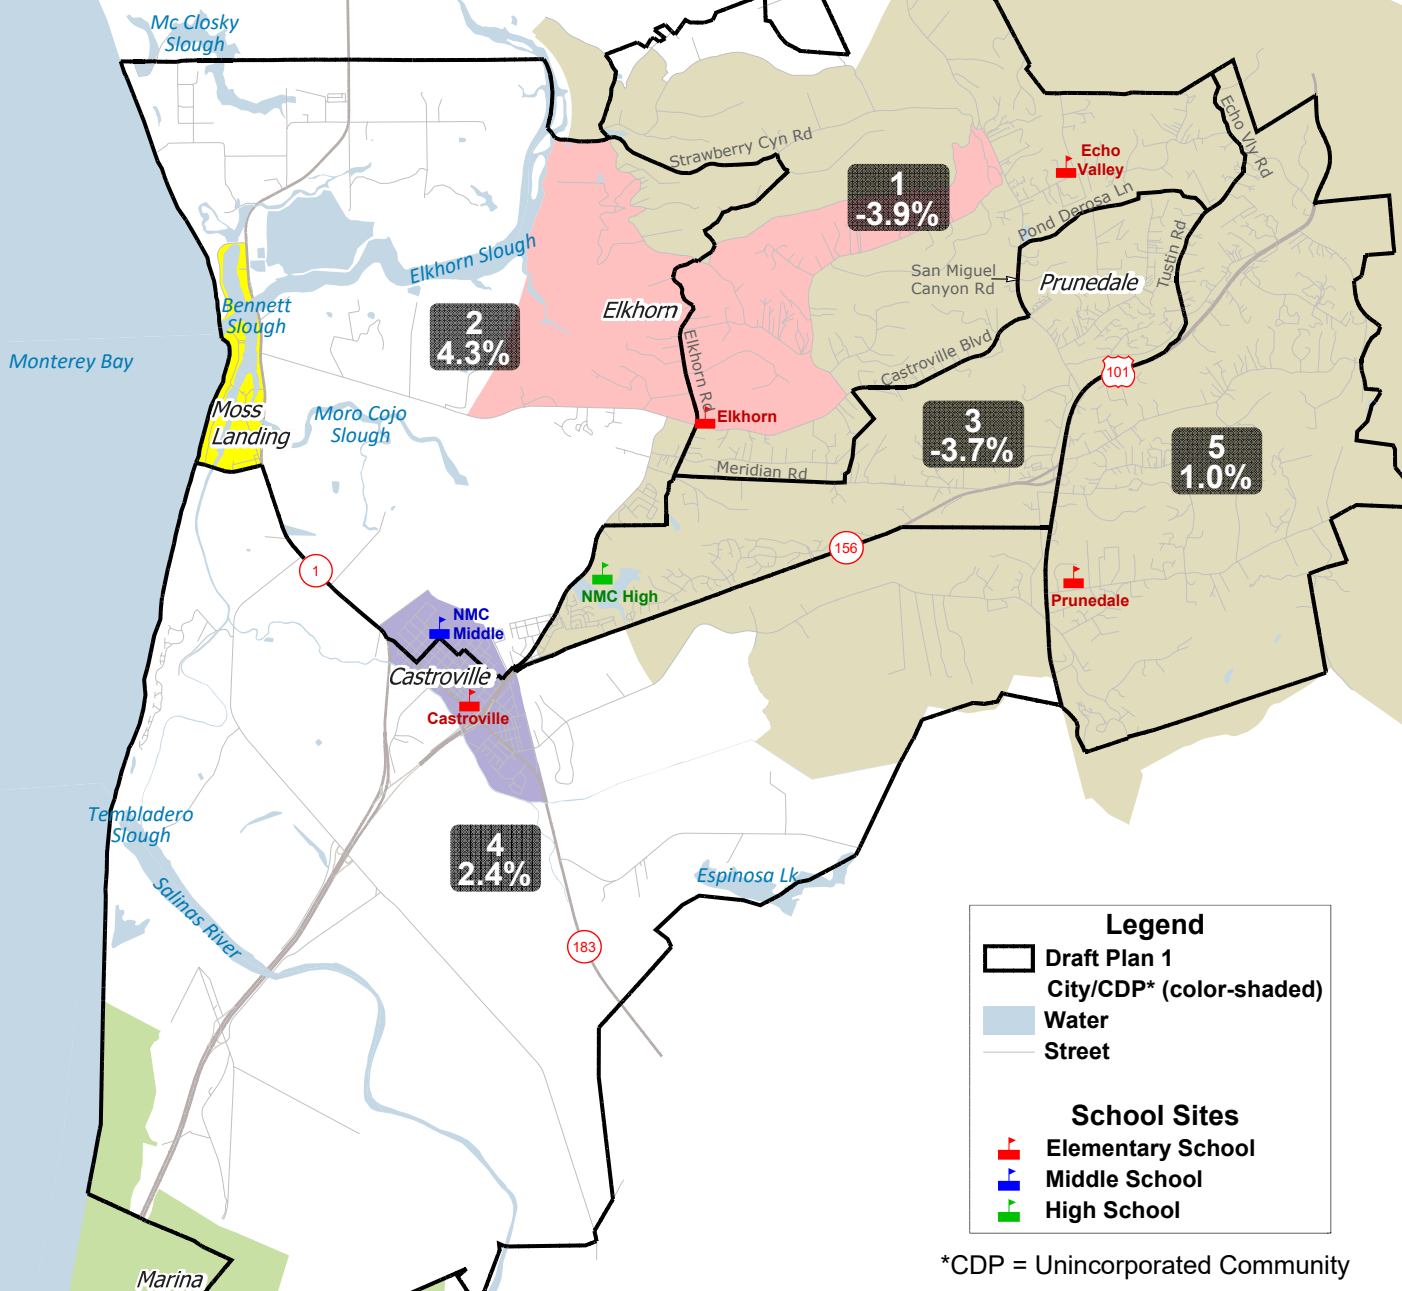 Mc Closky
Slough
Strawberry Cyn Rd
Echo Vly Rd
Echo
Valley
1
-3.9%
Pond Derosa Ln
Elkhorn Slough
San Miguel
Canyon Rd
Prunedale
Tustin Rd
Bennett
Slough
Elkhorn
2
4.3%
Monterey Bay
Elkhorn Rd
Castroville Blvd
101
Moss
Landing
Moro Cojo
Slough
Elkhorn
3
-3.7%
5
1.0%
Meridian Rd
1
156
NMC High
Prunedale
NMC
Middle
Castroville
Castroville
Tembladero
Slough
4
2.4%
Espinosa Lk
Salinas River
183
Marina
Legend
Draft Plan 1
City/CDP* (color-shaded)
Water
Street
School Sites
Elementary School
Middle School
High School
*CDP = Unincorporated Community